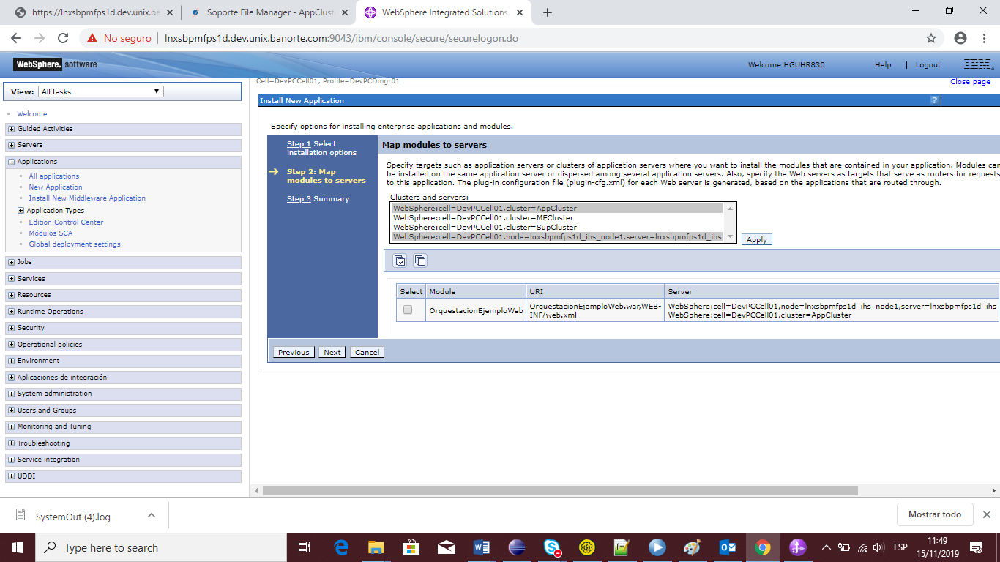 https://lnxsbpmfps1d.dev.unix.ba
Soporte File Manager - AppClust
WebSphere Integrated Solutions
No seguro
lnxsbpmfps1d.dev.unix.banorte.com:9043/ibm/console/secure/securelogon.do
WebSphere. software
Welcome HGUHR830
Help | Logout
IBM.
View: All tasks
Welcome
Guided Activities
Servers
Applications
All applications
New Application
Install New Middleware Application
Application Types
Edition Control Center
Módulos SCA
Global deployment settings
Jobs
Services
Resources
Runtime Operations
Security
Operational policies
Environment
Aplicaciones de integración
System administration
Users and Groups
Monitoring and Tuning
Troubleshooting
Service integration
UDDI
Cell=DevPCCell01, Profile=DevPCDmgr01
Close page
Install New Application
?
Specify options for installing enterprise applications and modules.
Step 1 Select
installation options
Step 2: Map
modules to servers
Step 3 Summary
Map modules to servers
Specify targets such as application servers or clusters of application servers where you want to install the modules that are contained in your application. Modules can
be installed on the same application server or dispersed among several application servers. Also, specify the Web servers as targets that serve as routers for requests
to this application. The plug-in configuration file (plugin-cfg.xml) for each Web server is generated, based on the applications that are routed through.
Clusters and servers:
WebSphere:cell=DevPCCell01,cluster=AppCluster
WebSphere:cell=DevPCCell01,cluster=MECluster
WebSphere:cell=DevPCCell01,cluster=SupCluster
WebSphere:cell=DevPCCell01,node=lnxsbpmfps1d_ihs_node1,server=lnxsbpmfps1d_ihs
Apply
Select Module URI Server
OrquestacionEjemploWeb
OrquestacionEjemploWeb.war,WEB-
INF/web.xml
WebSphere:cell=DevPCCell01,node=lnxsbpmfps1d_ihs_node1,server=lnxsbpmfps1d_ihs
WebSphere:cell=DevPCCell01,cluster=AppCluster
Previous Next Cancel
SystemOut (4).log
Mostrar todo
Type here to search
ESP
11:49
15/11/2019